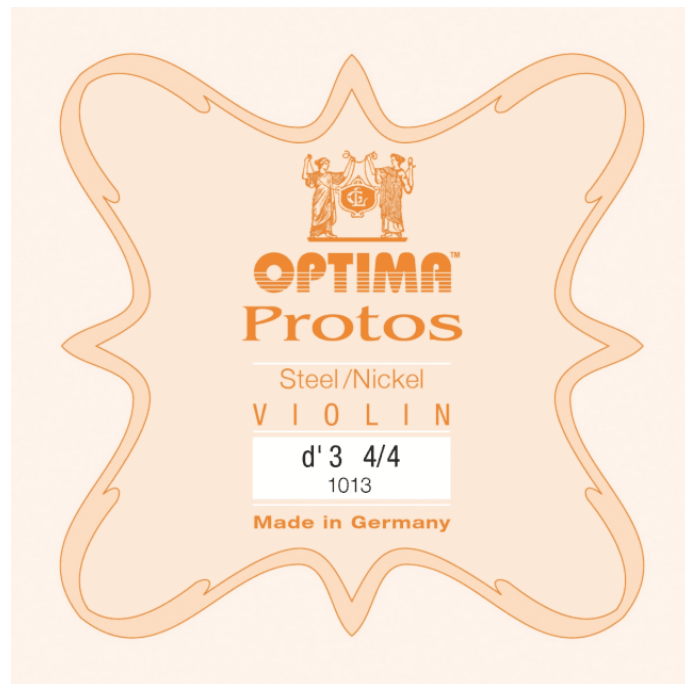 OPTIMA™
Protos
Steel/Nickel
VIOLIN
d' 3 4/4
1013
Made in Germany